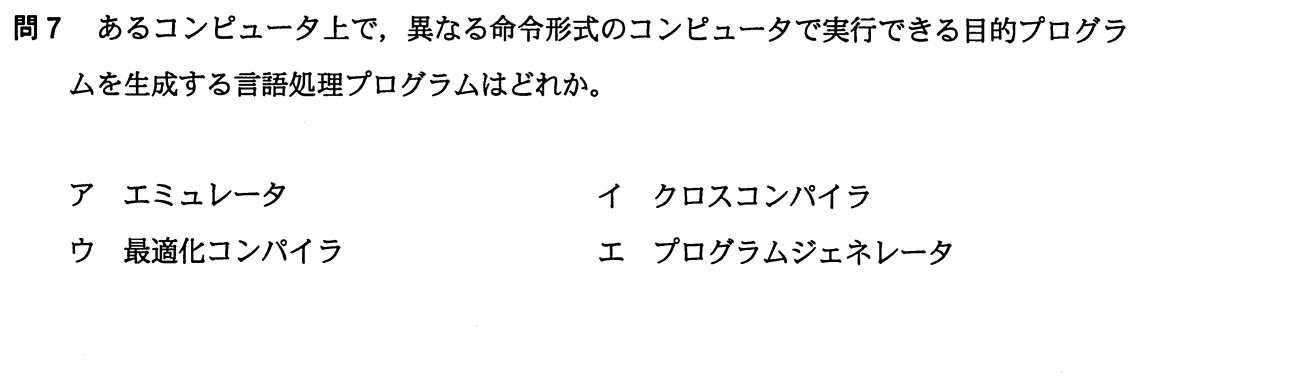 問7　あるコンピュータ上で，異なる命令形式のコンピュータで実行できる目的プログラ
ムを生成する言語処理プログラムはどれか。
ア　エミュレータ　イ　クロスコンパイラ
ウ　最適化コンパイラ　エ　プログラムジェネレータ